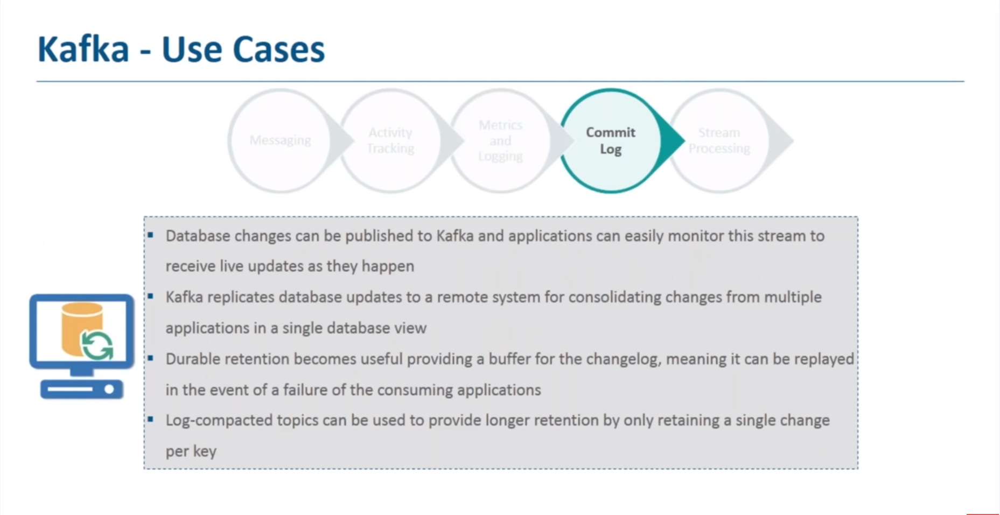 Kafka - Use Cases
Messaging
Activity
Tracking
Metrics
and
Logging
Commit
Log
Stream
Processing
▪ Database changes can be published to Kafka and applications can easily monitor this stream to
receive live updates as they happen
▪ Kafka replicates database updates to a remote system for consolidating changes from multiple
applications in a single database view
▪ Durable retention becomes useful providing a buffer for the changelog, meaning it can be replayed
in the event of a failure of the consuming applications
▪ Log-compacted topics can be used to provide longer retention by only retaining a single change
per key